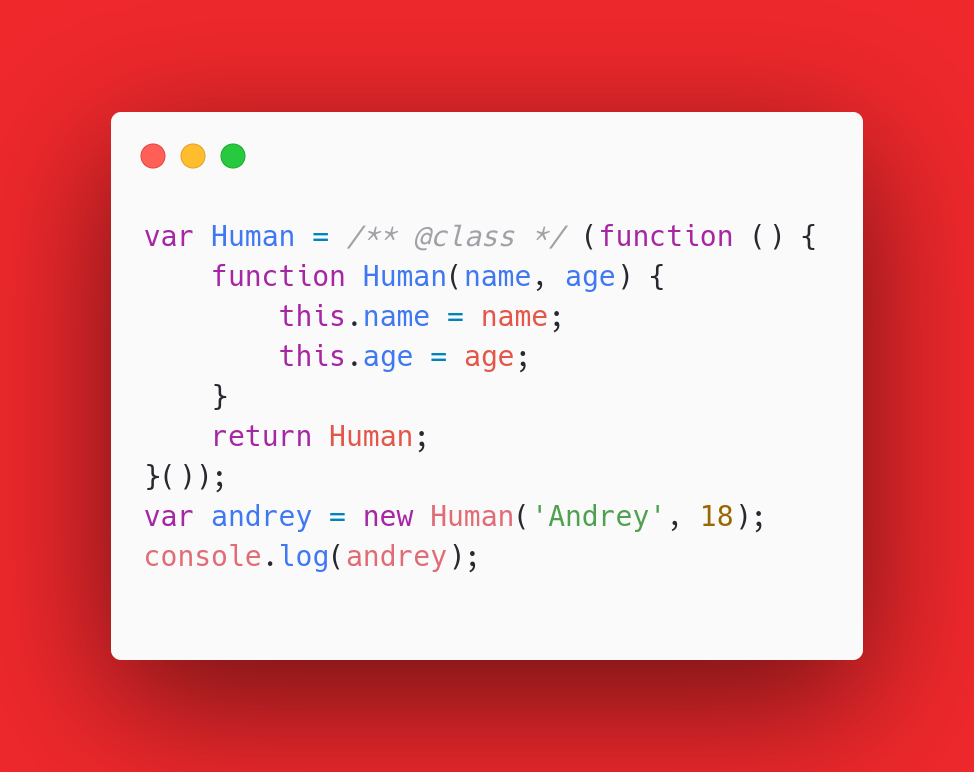 var Human = /** @class */ (function () {
    function Human(name, age) {
        this.name = name;
        this.age = age;
    }
    return Human;
}());
var andrey = new Human('Andrey', 18);
console.log(andrey);